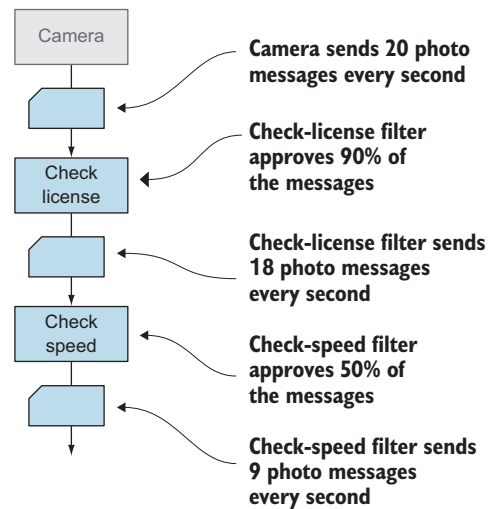 Camera
Camera sends 20 photo
messages every second
Check-license filter
approves 90% of
the messages
Check
license
Check-license filter sends
18 photo messages
every second
Check
speed
Check-speed filter
approves 50% of
the messages
Check-speed filter sends
9 photo messages
every second